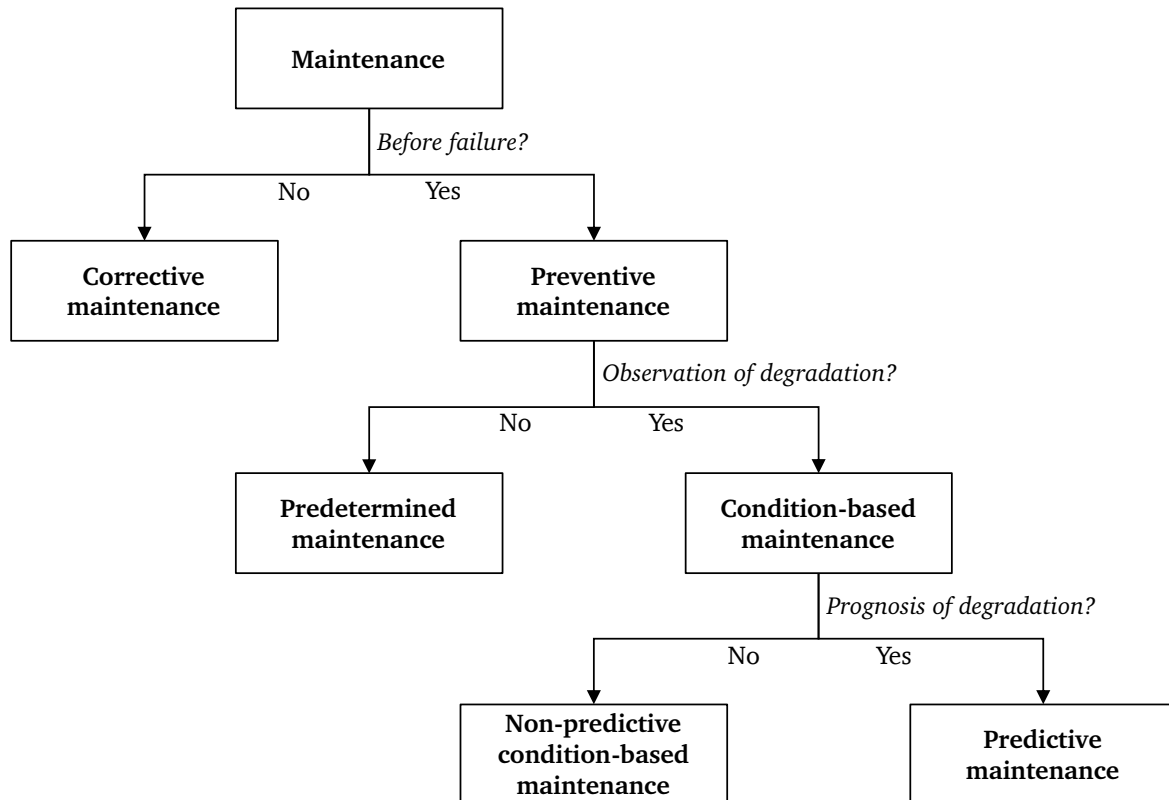 Maintenance
Before failure?
No
Yes
Corrective
maintenance
Preventive
maintenance
Observation of degradation?
No
Yes
Predetermined
maintenance
Condition-based
maintenance
Prognosis of degradation?
No
Yes
Non-predictive
condition-based
maintenance
Predictive
maintenance